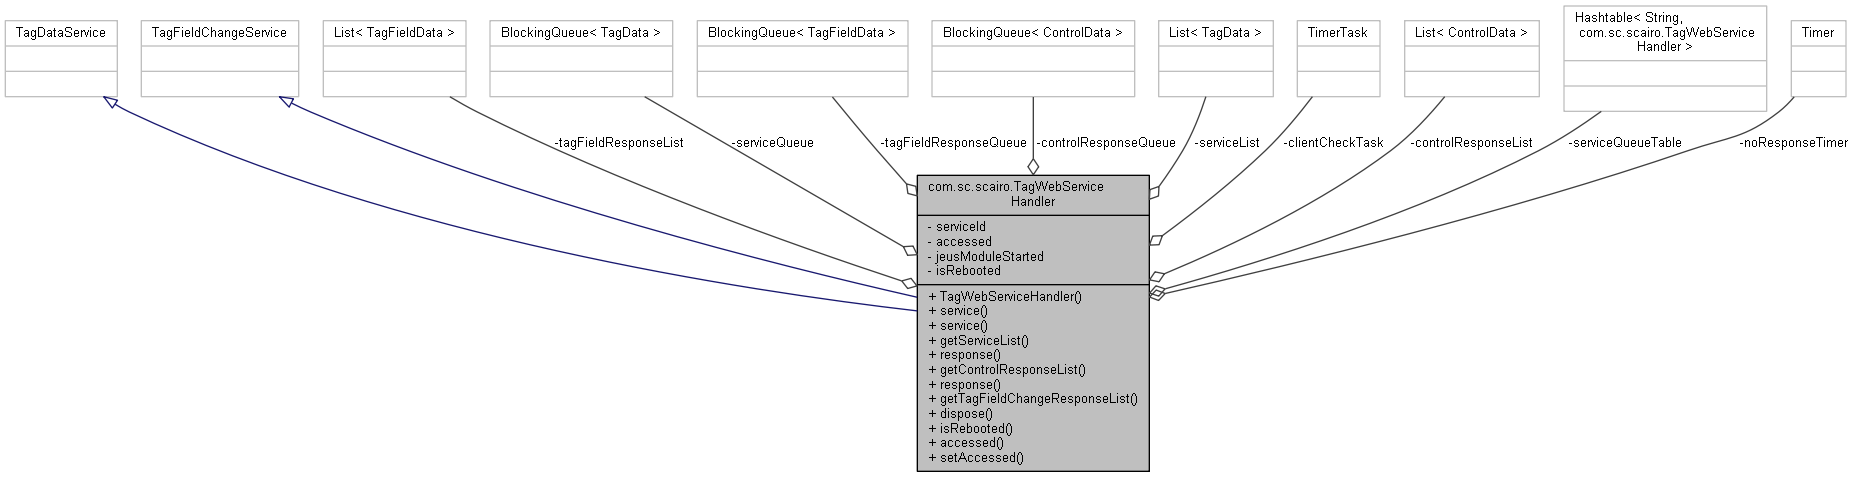 TagDataService
TagFieldChangeService
List< TagFieldData >
BlockingQueue< TagData >
BlockingQueue< TagFieldData >
BlockingQueue< ControlData >
List< TagData >
TimerTask
List< ControlData >
Hashtable< String,
com.sc.scairo.TagWebService
Handler >
Timer
-tagFieldResponseList
-serviceQueue
-tagFieldResponseQueue
-controlResponseQueue
-serviceList
-clientCheckTask
-controlResponseList
-serviceQueueTable
-noResponseTimer
com.sc.scairo.TagWebService
Handler
- serviceId
- accessed
- jeusModuleStarted
- isRebooted
+ TagWebServiceHandler()
+ service()
+ service()
+ getServiceList()
+ response()
+ getControlResponseList()
+ response()
+ getTagFieldChangeResponseList()
+ dispose()
+ isRebooted()
+ accessed()
+ setAccessed()